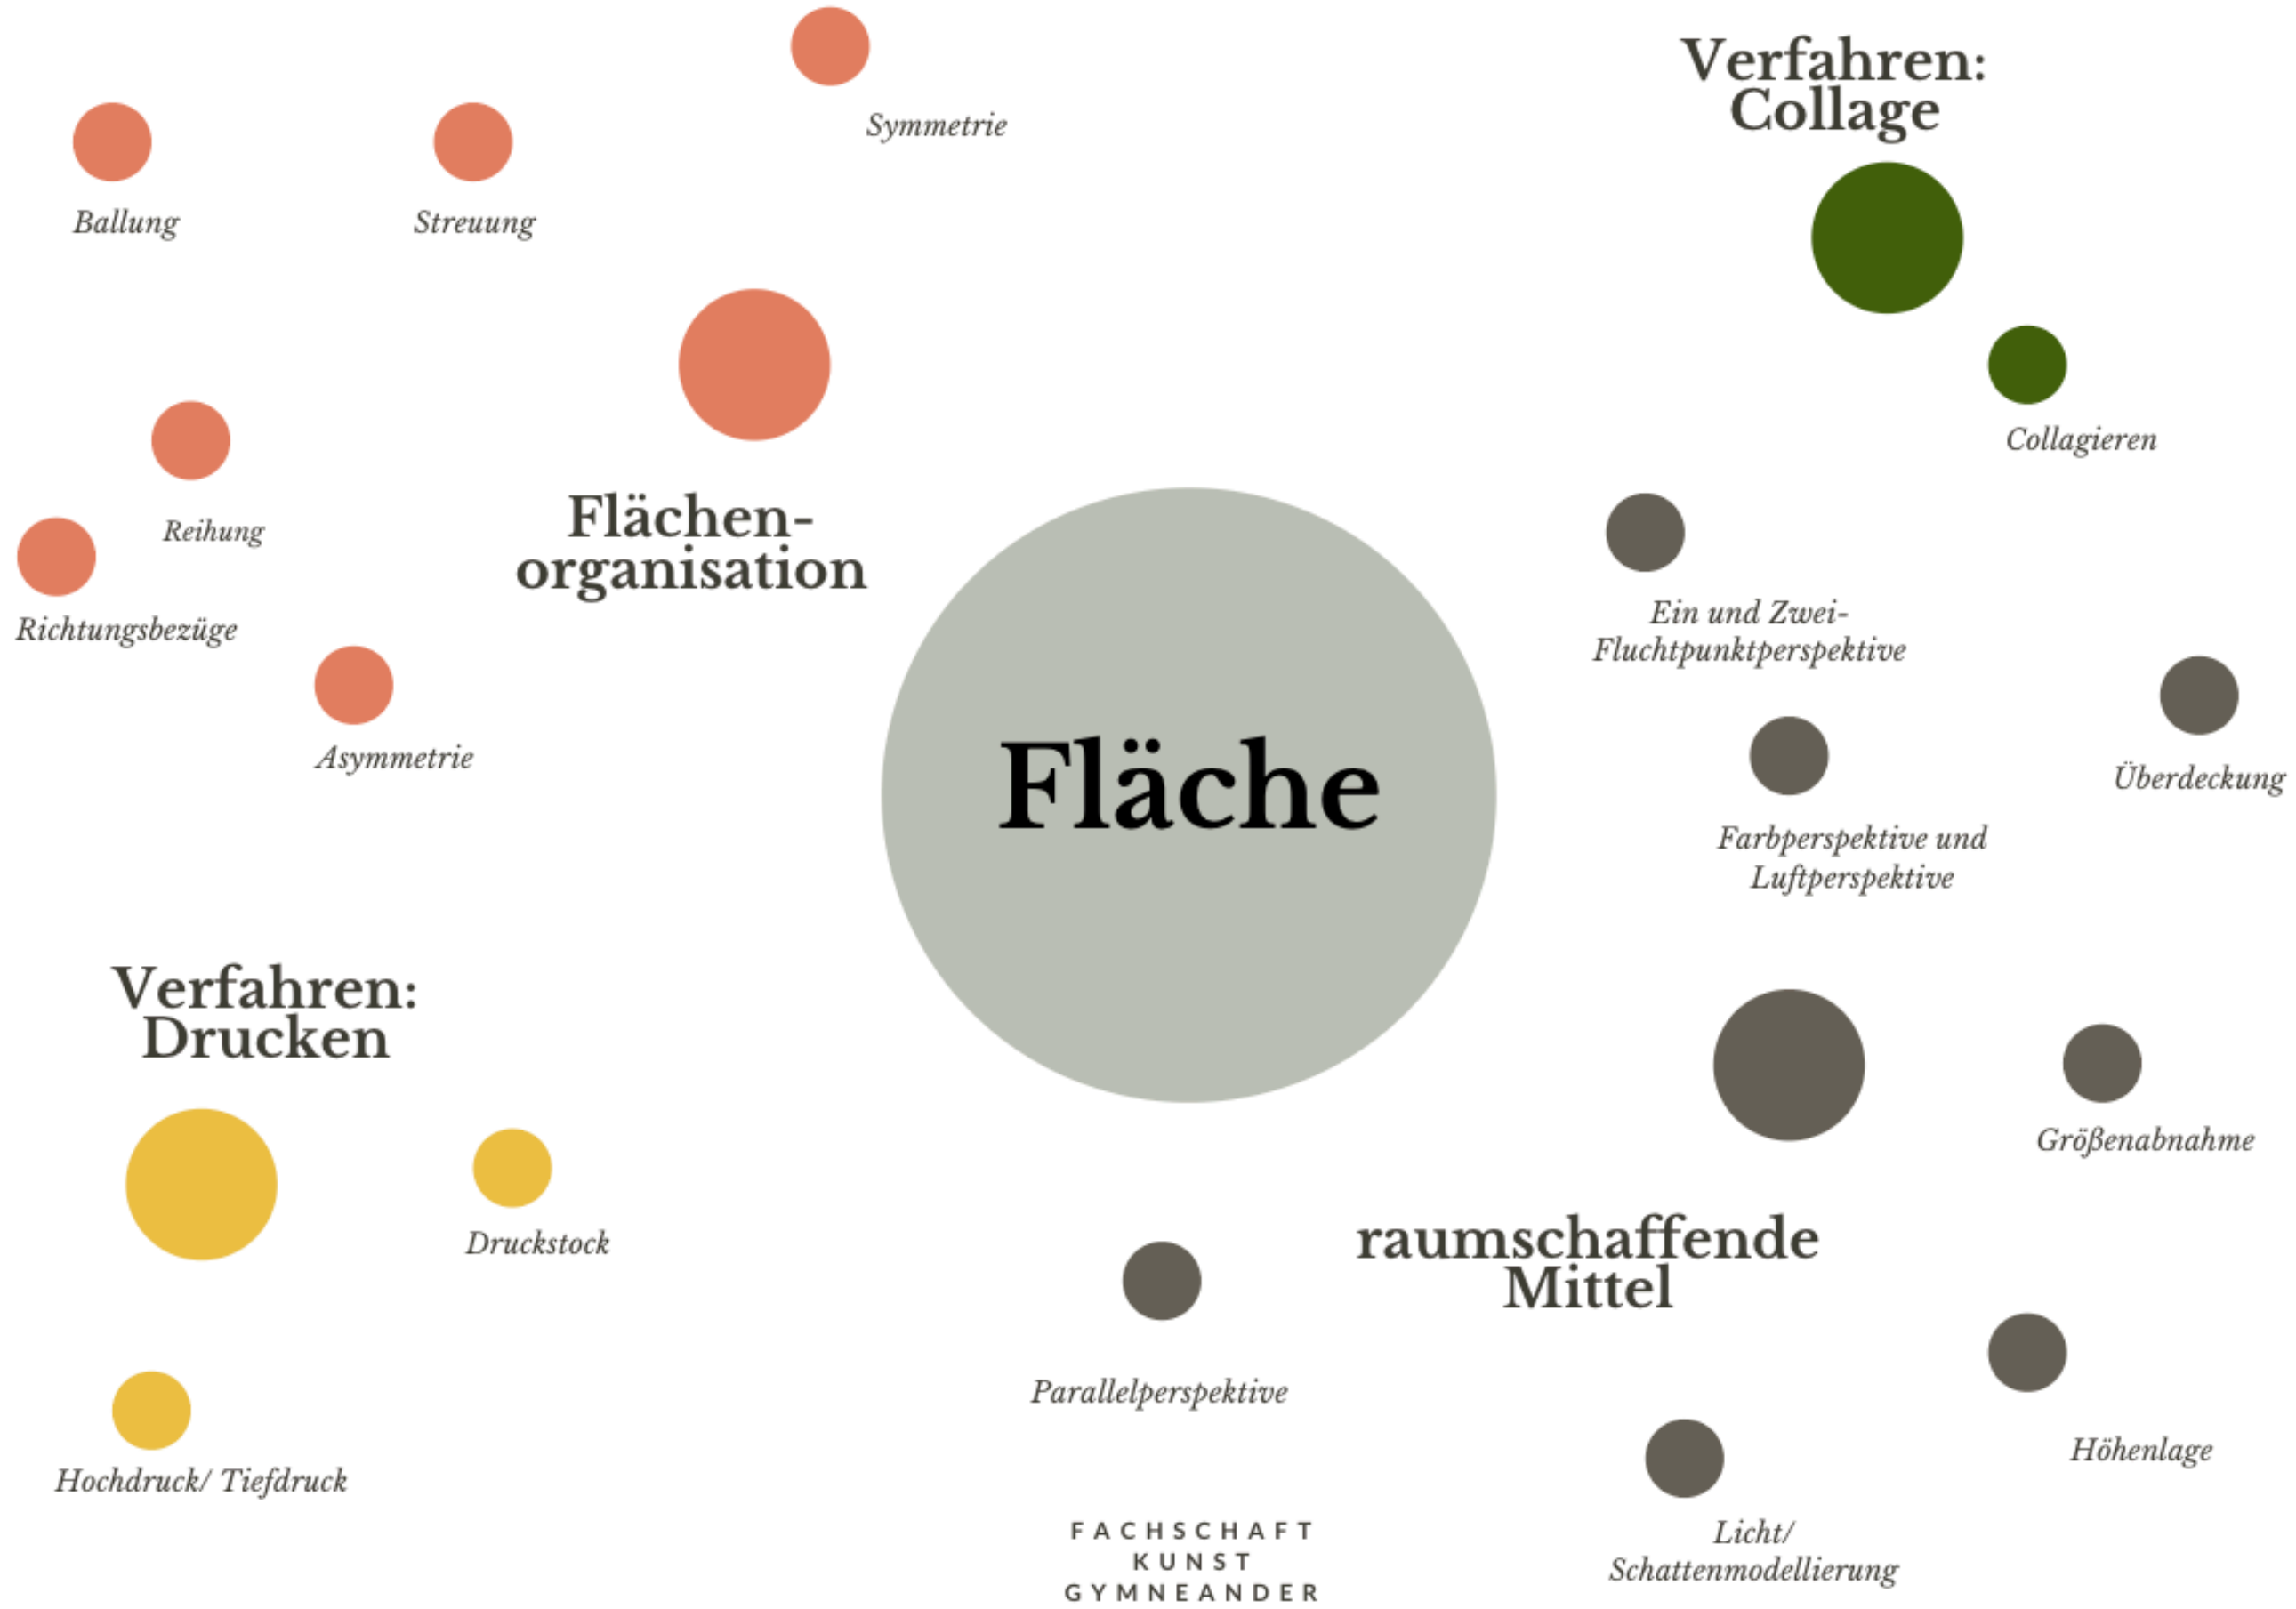 Symmetrie
Ballung
Streuung
Reihung
Richtungsbezüge
Asymmetrie
Flächen-
organisation
Verfahren:
Collage
Collagieren
Fläche
Ein und Zwei-
Fluchtpunktperspektive
Überdeckung
Farbperspektive und
Luftperspektive
Größenabnahme
raumschaffende
Mittel
Parallelperspektive
Höhenlage
Licht/
Schattenmodellierung
Verfahren:
Drucken
Druckstock
Hochdruck/ Tiefdruck
FACHSCHAFT
KUNST
GYMNEANDER